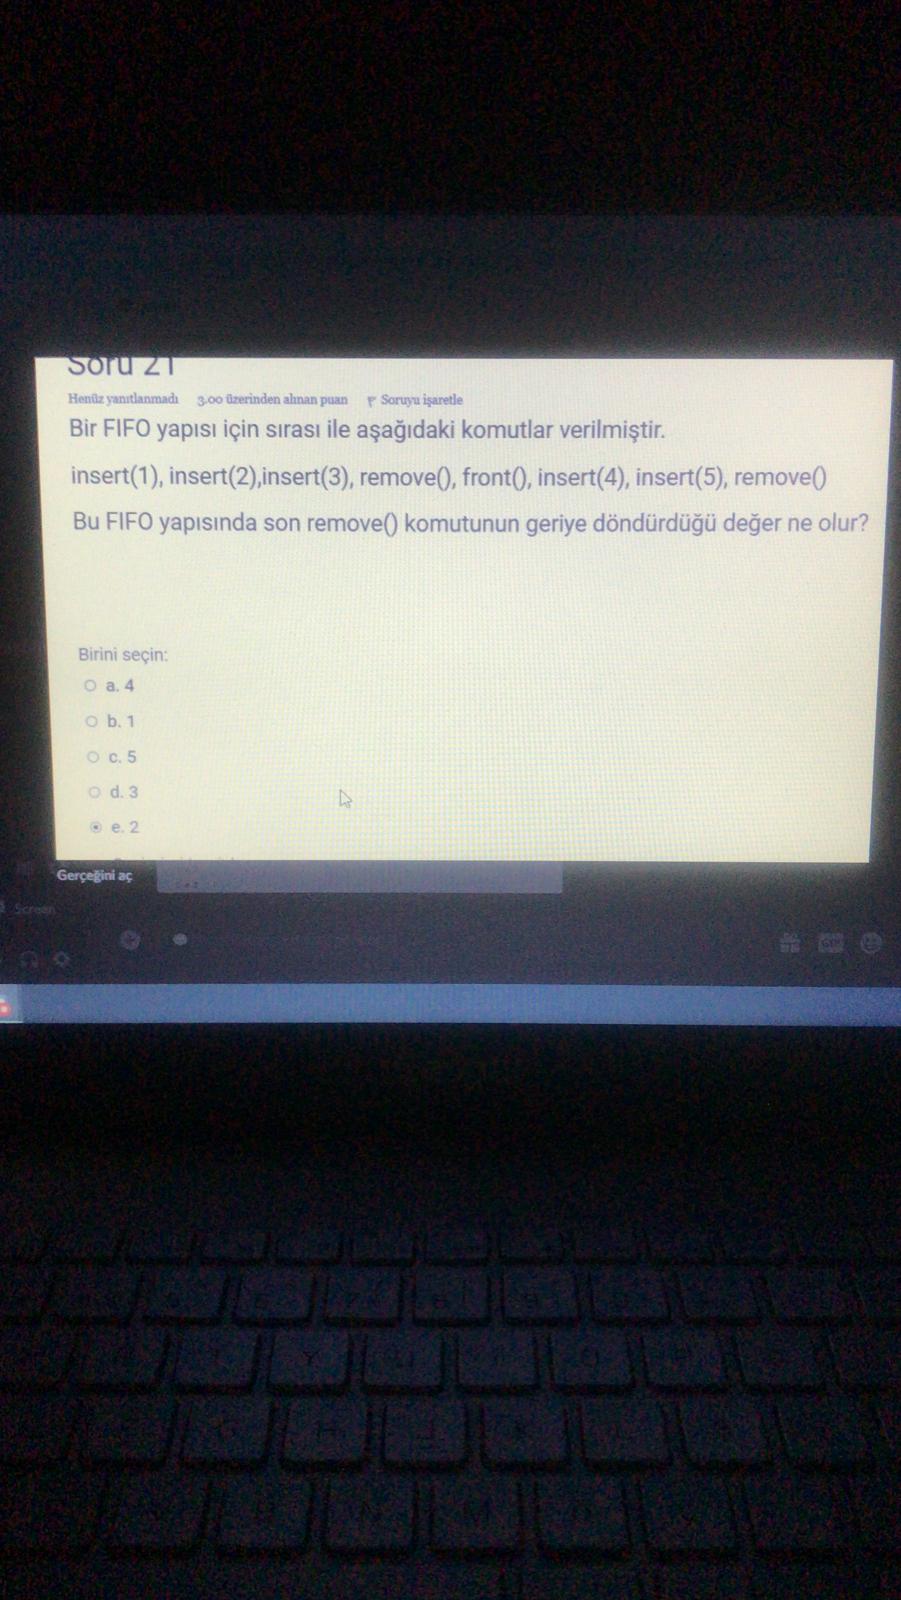 Soru 21
Henüz yanıtlanmadı 3.00 üzerinden alınan puan Soruyu işaretle
Bir FIFO yapısı için sırası ile aşağıdaki komutlar verilmiştir.
insert(1), insert(2),insert(3), remove(), front(), insert(4), insert(5), remove()
Bu FIFO yapısında son remove() komutunun geriye döndürdüğü değer ne olur?
Birini seçin:
a. 4
b. 1
c. 5
d. 3
e. 2
Gerçeğini aç
Screen
GIF